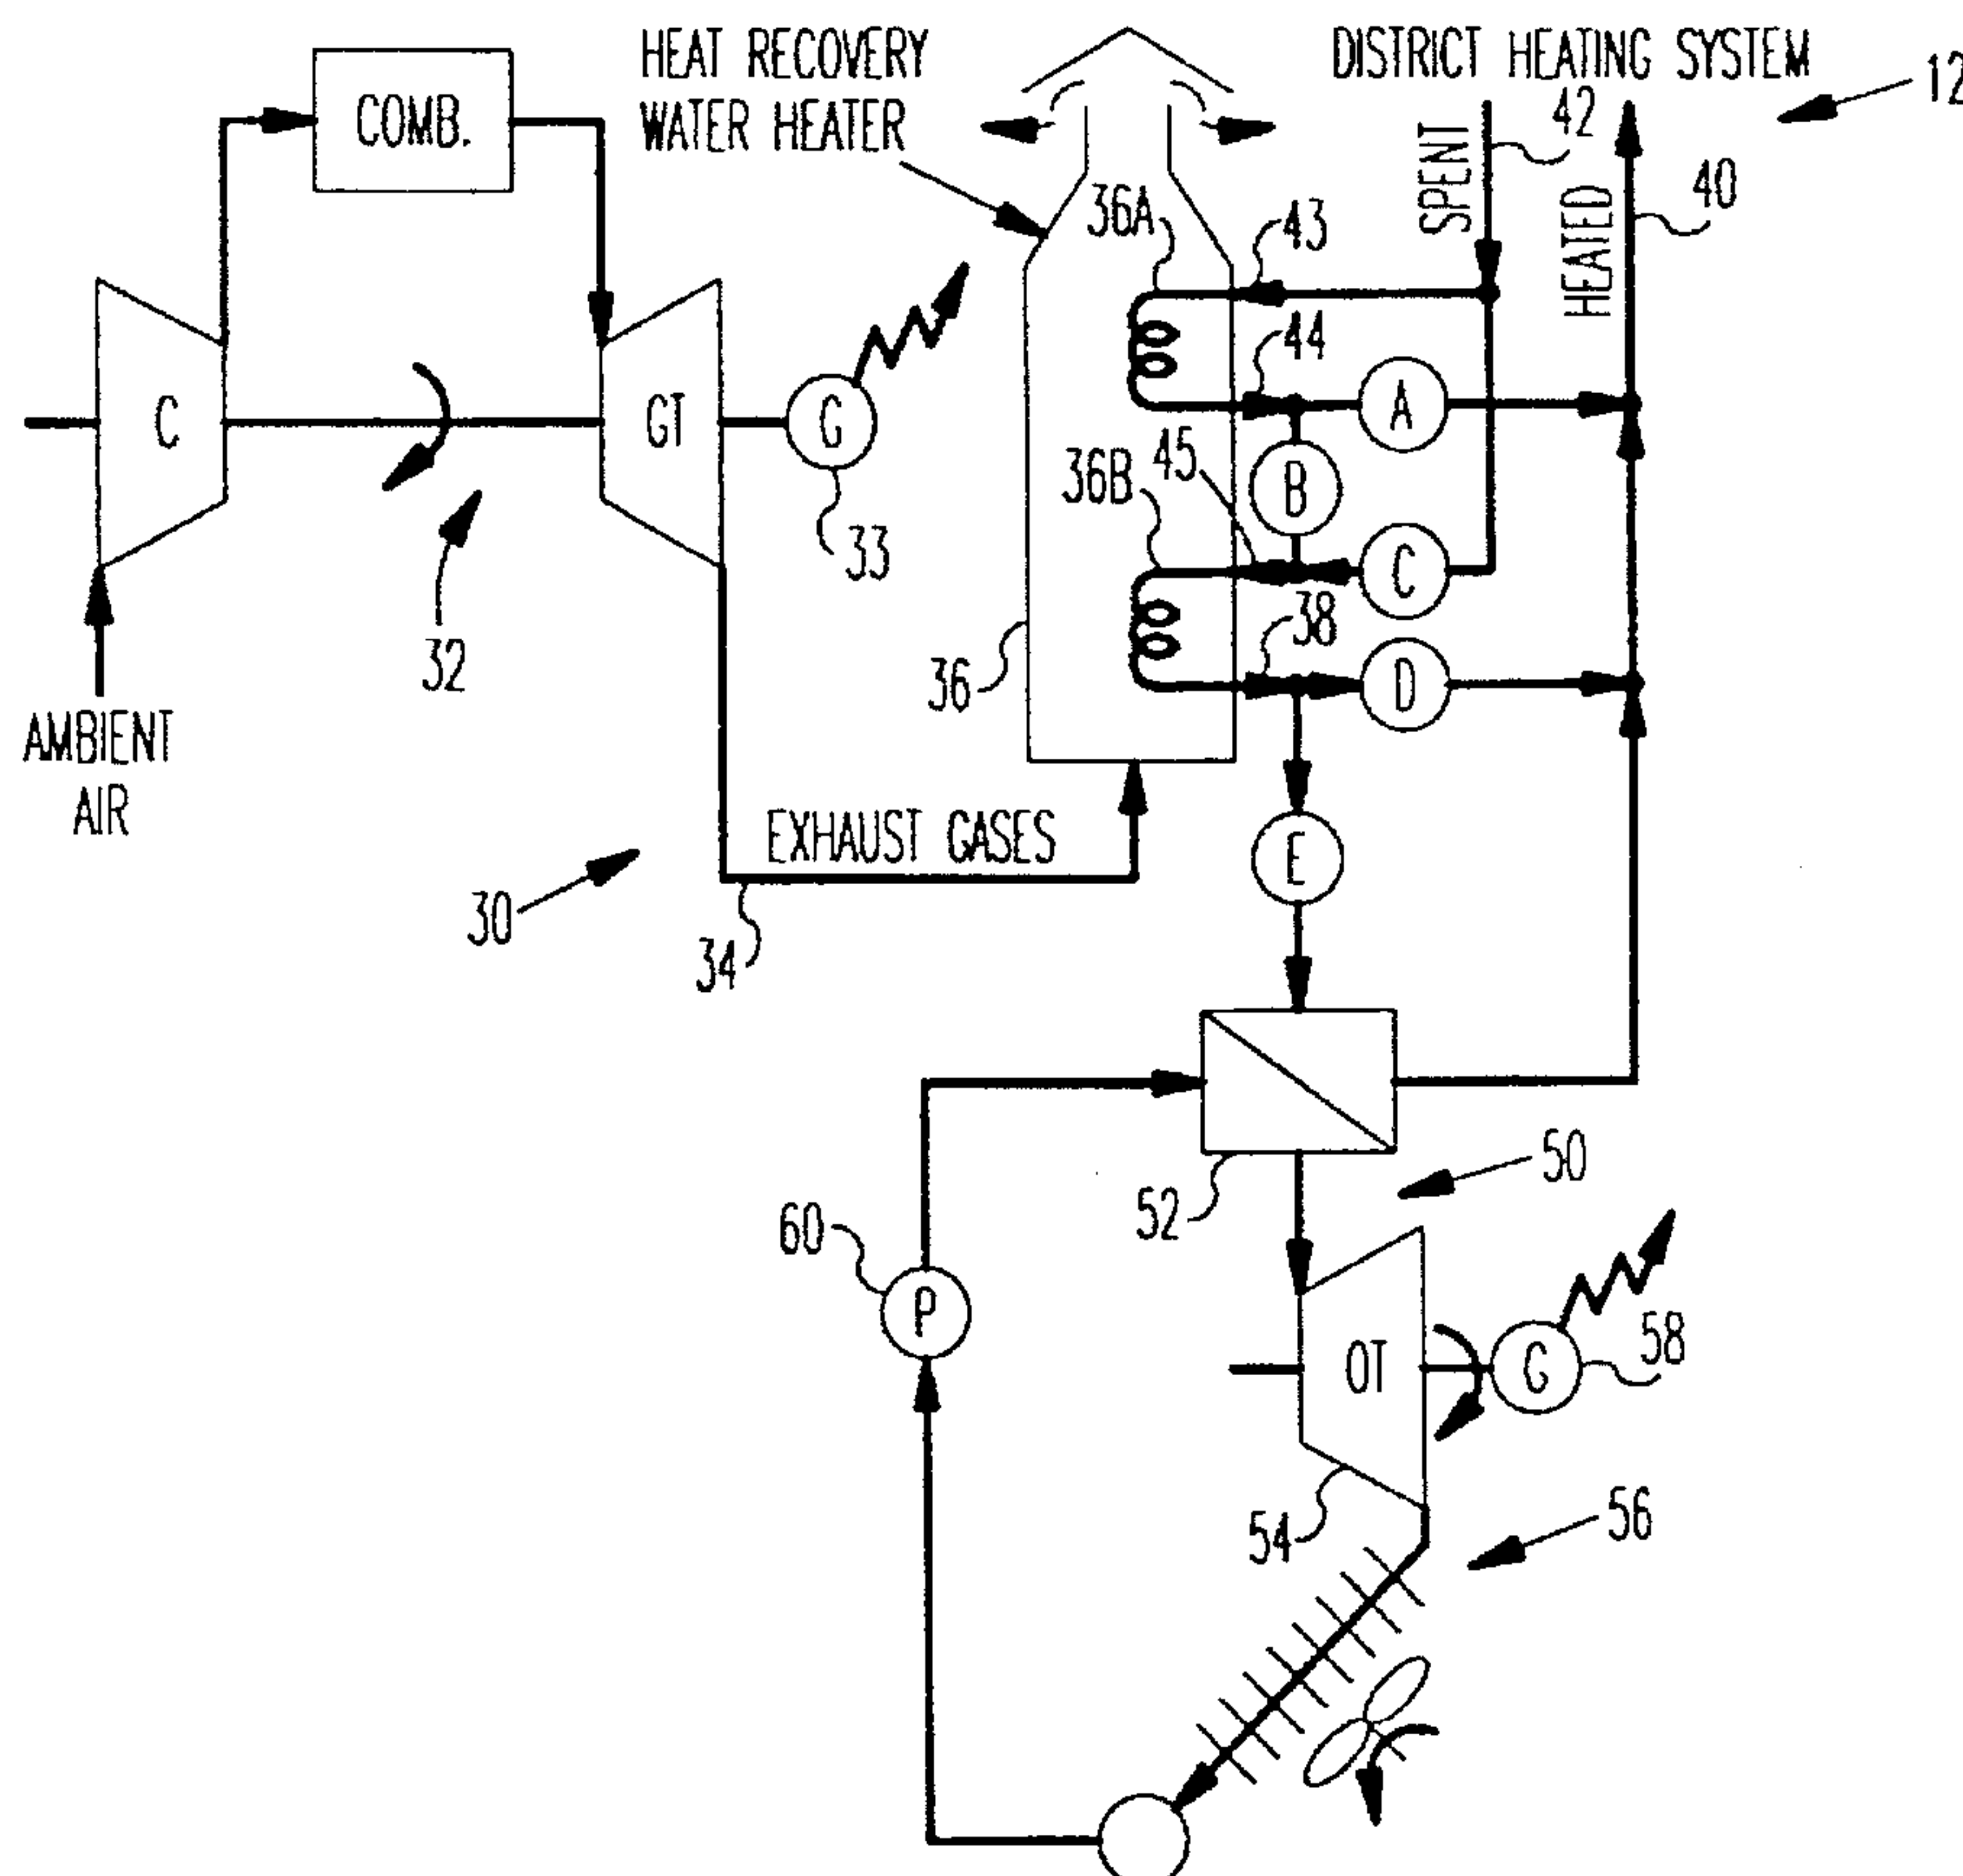 HEAT RECOVERY
WATER HEATER
DISTRICT HEATING SYSTEM
12
COMB.
42
SPENT
40
HEATED
36A
43
44
C
GT
G
A
36B
45
B
33
C
38
32
36
D
AMBIENT
AIR
EXHAUST GASES
E
30
34
50
52
60
P
58
OT
G
54
56